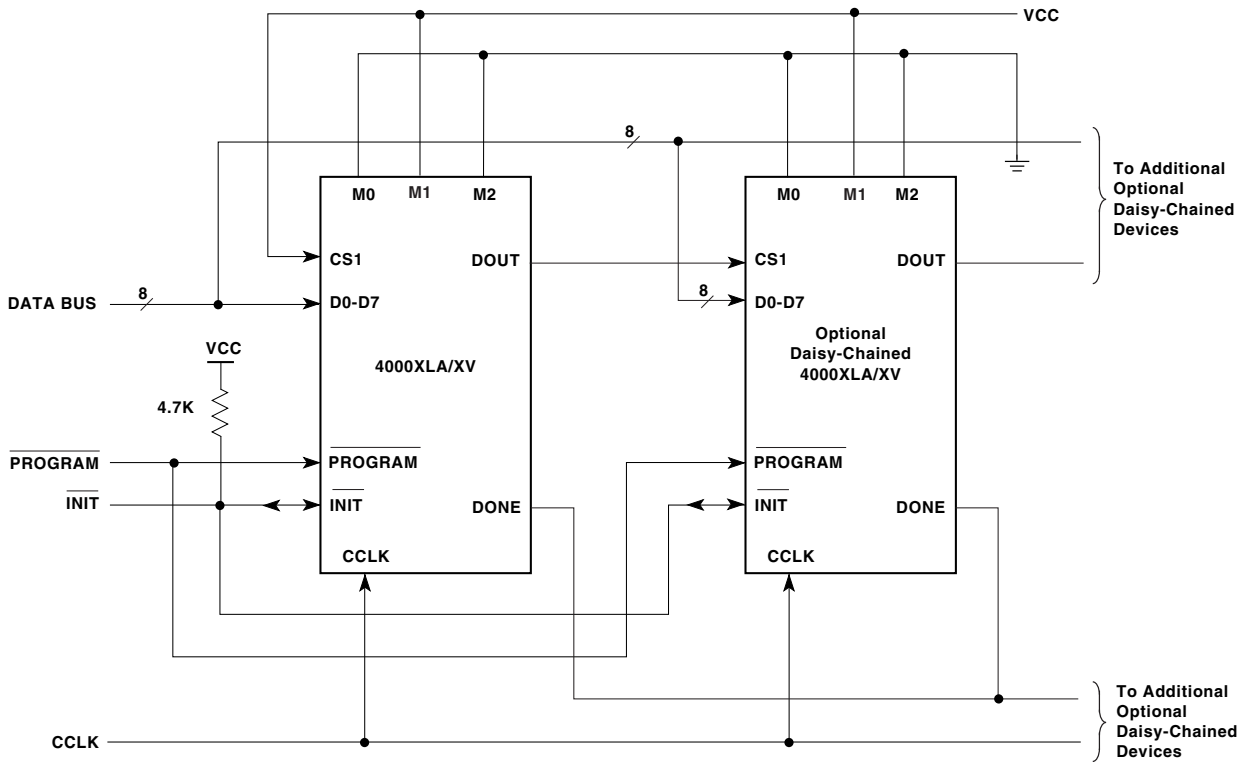 VCC
8
M0
M1
M2
M0
M1
M2
To Additional
Optional
Daisy-Chained
Devices
CS1
DOUT
CS1
DOUT
DATA BUS
8
D0-D7
8
D0-D7
VCC
4.7K
4000XLA/XV
Optional
Daisy-Chained
4000XLA/XV
PROGRAM
PROGRAM
PROGRAM
INIT
INIT
DONE
INIT
DONE
CCLK
CCLK
To Additional
Optional
Daisy-Chained
Devices
CCLK